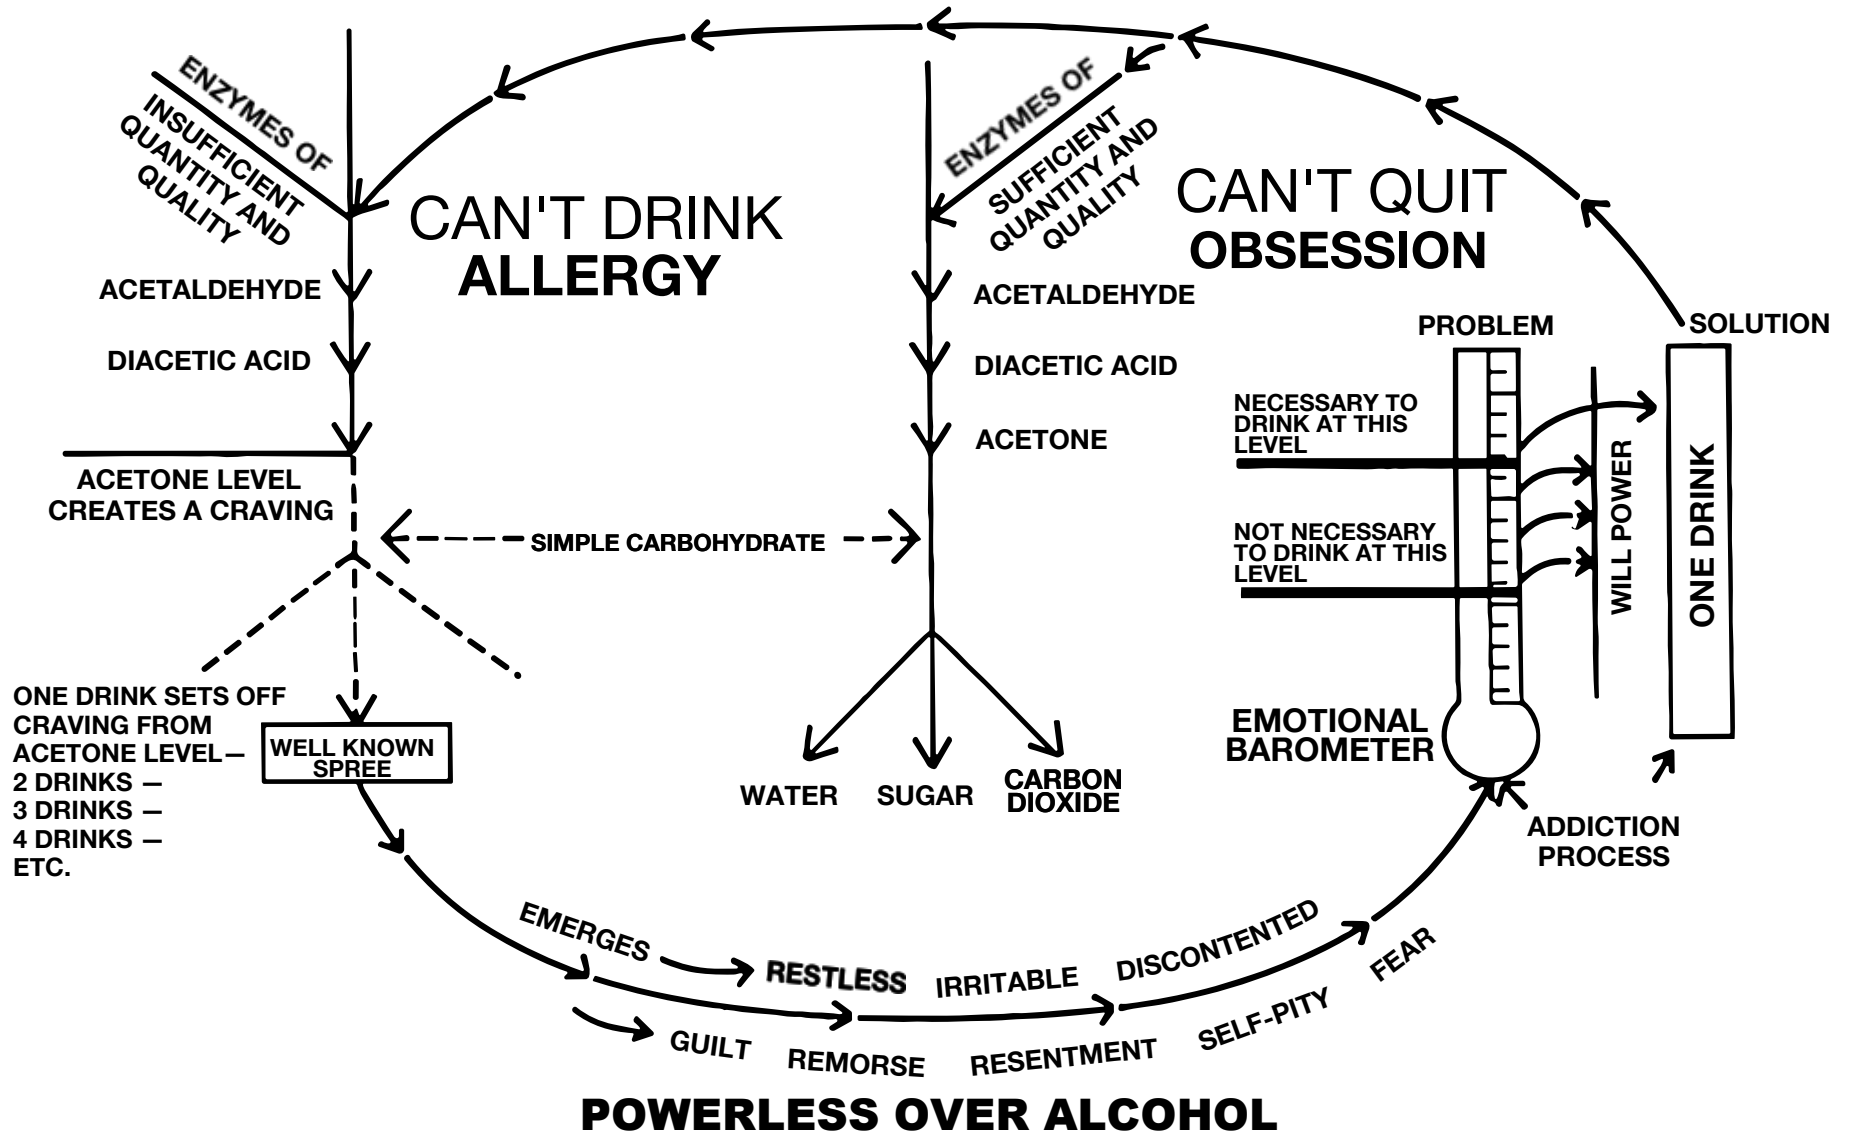 ENZYMES OF
INSUFFICIENT
QUANTITY AND
QUALITY
CAN'T DRINK
ALLERGY
ENZYMES OF
SUFFICIENT
QUANTITY AND
QUALITY
CAN'T QUIT
OBSESSION
ACETALDEHYDE
DIACETIC ACID
ACETONE LEVEL
CREATES A CRAVING
ACETALDEHYDE
DIACETIC ACID
ACETONE
SIMPLE CARBOHYDRATE
PROBLEM
SOLUTION
NECESSARY TO
DRINK AT THIS
LEVEL
NOT NECESSARY
TO DRINK AT THIS
LEVEL
WILL POWER
ONE DRINK
EMOTIONAL
BAROMETER
ADDICTION
PROCESS
ONE DRINK SETS OFF
CRAVING FROM
ACETONE LEVEL—
2 DRINKS —
3 DRINKS —
4 DRINKS —
ETC.
WELL KNOWN
SPREE
WATER
SUGAR
CARBON
DIOXIDE
EMERGES RESTLESS IRRITABLE DISCONTENTED
GUILT REMORSE RESENTMENT SELF-PITY FEAR
POWERLESS OVER ALCOHOL